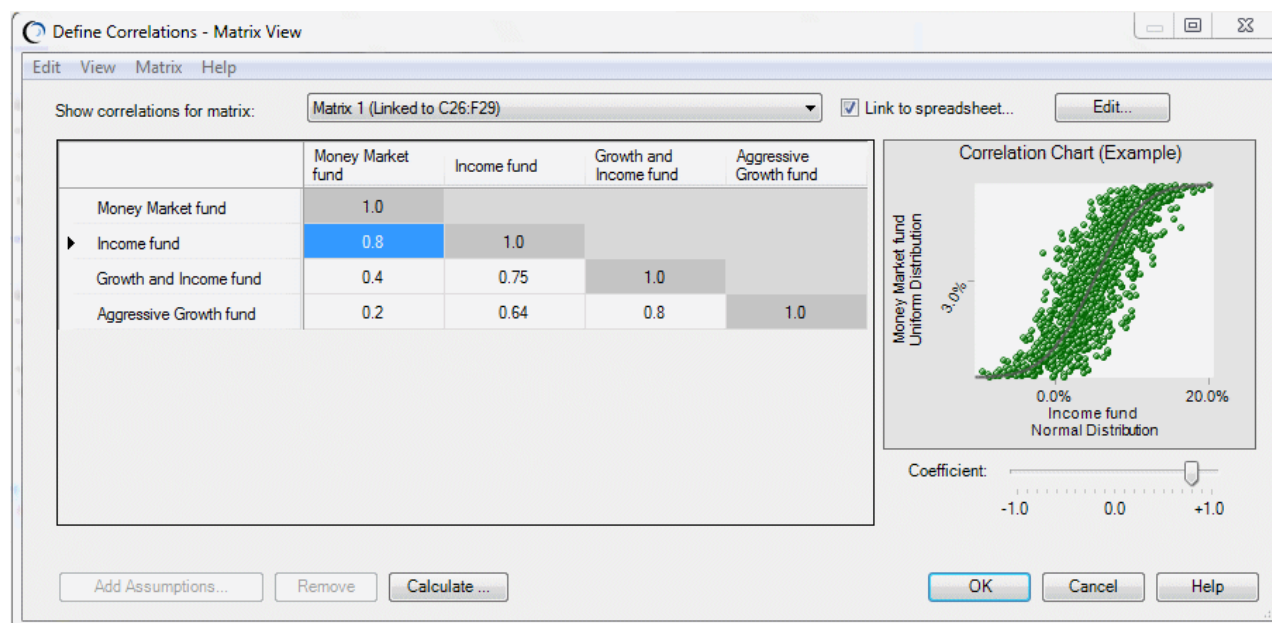 Define Correlations - Matrix View
Edit View Matrix Help
Show correlations for matrix: Matrix 1 (Linked to C26:F29) Link to spreadsheet... Edit...
Money Market
fund
Income fund
Growth and
Income fund
Aggressive
Growth fund
Money Market fund 1.0
Income fund 0.8 1.0
Growth and Income fund 0.4 0.75 1.0
Aggressive Growth fund 0.2 0.64 0.8 1.0
Correlation Chart (Example)
Money Market fund
Uniform Distribution
3.0%
0.0% 20.0%
Income fund
Normal Distribution
Coefficient:
-1.0 0.0 +1.0
Add Assumptions... Remove Calculate ... OK Cancel Help